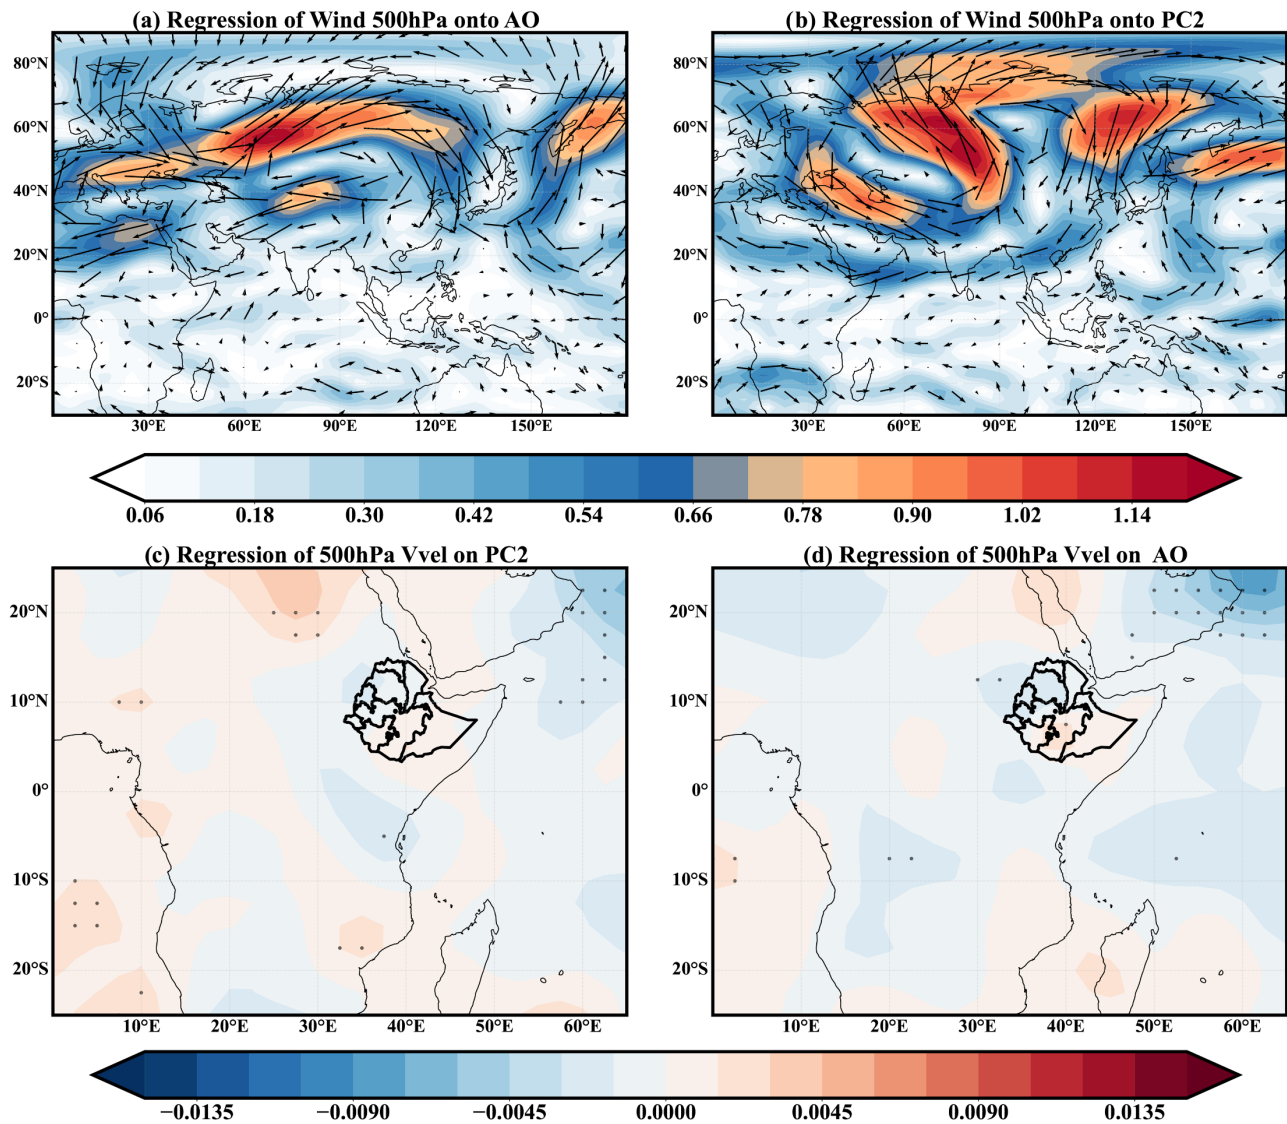 (a) Regression of Wind 500hPa onto AO
(b) Regression of Wind 500hPa onto PC2
80°N
60°N
40°N
20°N
0°
20°S
30°E 60°E 90°E 120°E 150°E
80°N
60°N
40°N
20°N
0°
20°S
30°E 60°E 90°E 120°E 150°E
0.06 0.18 0.30 0.42 0.54 0.66 0.78 0.90 1.02 1.14
(c) Regression of 500hPa Vvel on PC2
(d) Regression of 500hPa Vvel on  AO
20°N
10°N
0°
10°S
20°S
10°E 20°E 30°E 40°E 50°E 60°E
20°N
10°N
0°
10°S
20°S
10°E 20°E 30°E 40°E 50°E 60°E
−0.0135 −0.0090 −0.0045 0.0000 0.0045 0.0090 0.0135